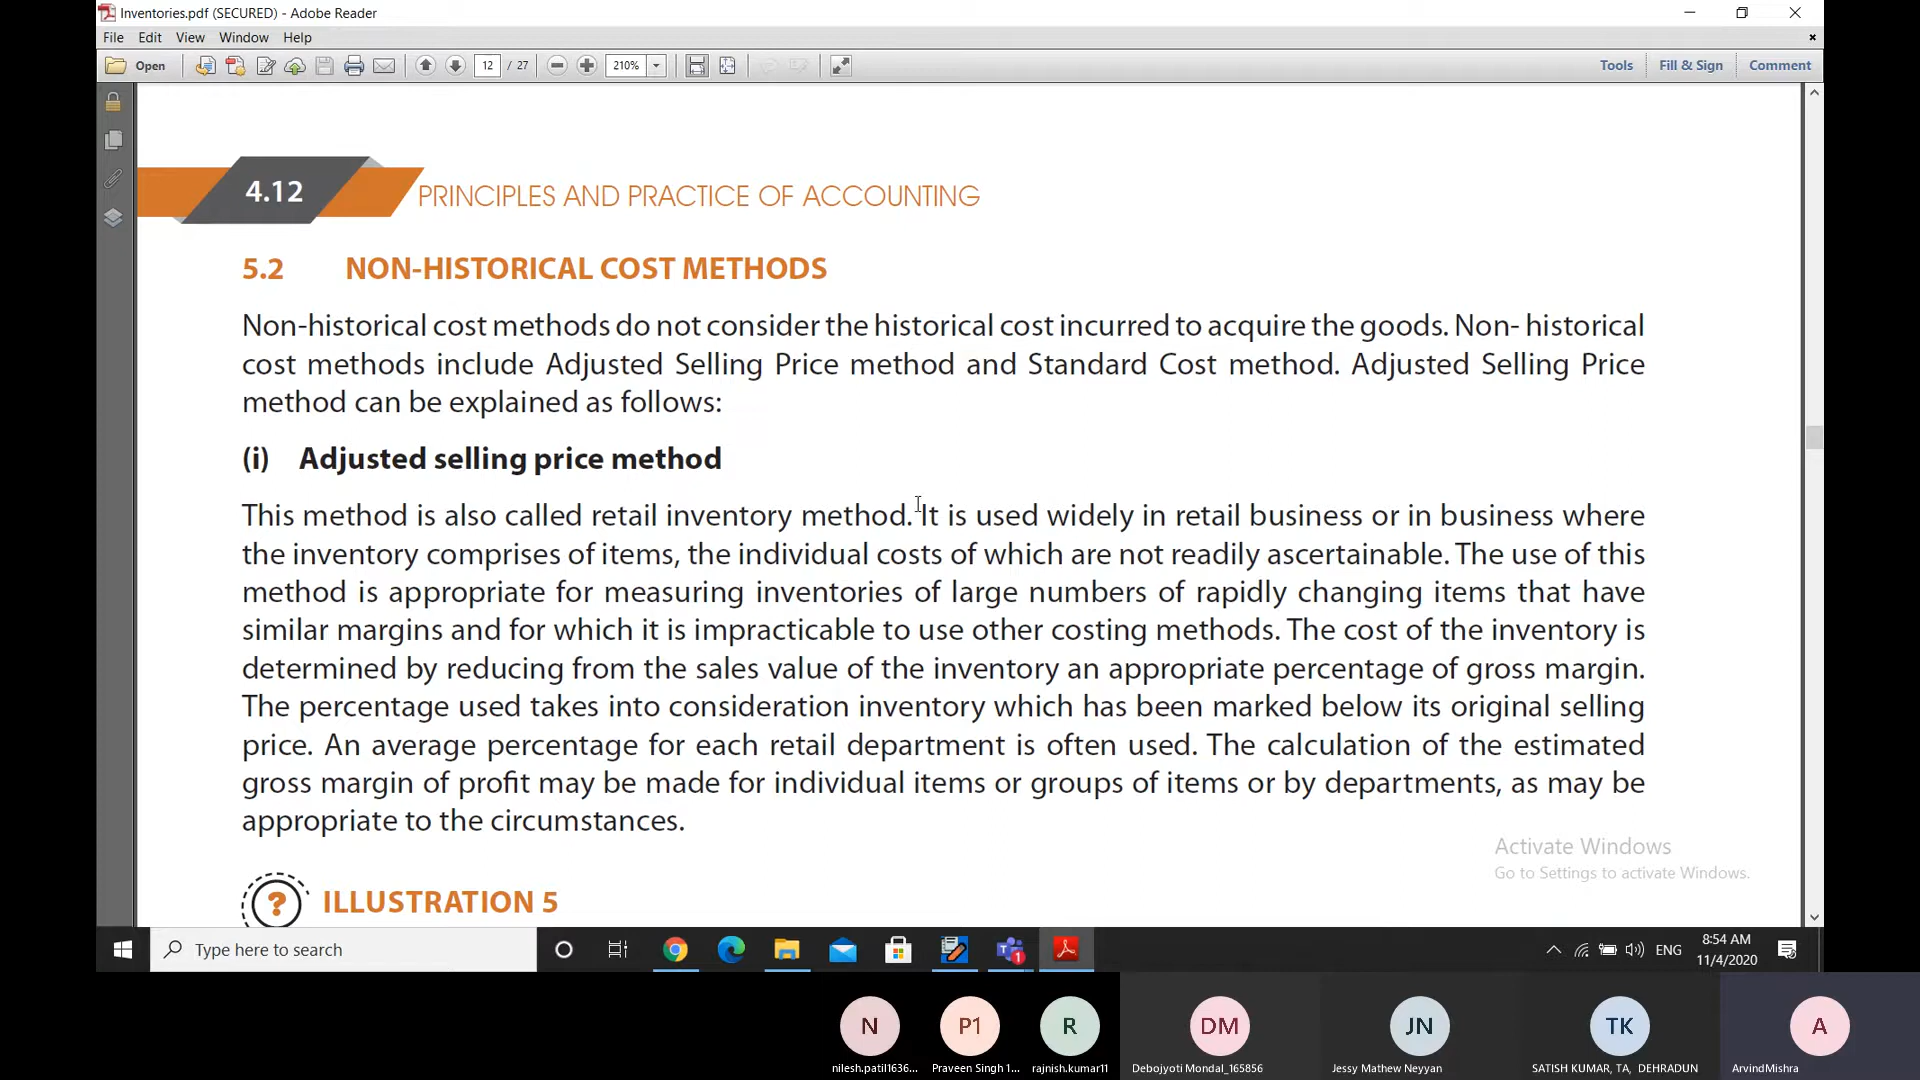 Inventories.pdf (SECURED) - Adobe Reader
File Edit View Window Help
Open 12 / 27 210% Tools Fill & Sign Comment
4.12 PRINCIPLES AND PRACTICE OF ACCOUNTING
5.2 NON-HISTORICAL COST METHODS
Non-historical cost methods do not consider the historical cost incurred to acquire the goods. Non- historical
cost methods include Adjusted Selling Price method and Standard Cost method. Adjusted Selling Price
method can be explained as follows:
(i) Adjusted selling price method
This method is also called retail inventory method. It is used widely in retail business or in business where
the inventory comprises of items, the individual costs of which are not readily ascertainable. The use of this
method is appropriate for measuring inventories of large numbers of rapidly changing items that have
similar margins and for which it is impracticable to use other costing methods. The cost of the inventory is
determined by reducing from the sales value of the inventory an appropriate percentage of gross margin.
The percentage used takes into consideration inventory which has been marked below its original selling
price. An average percentage for each retail department is often used. The calculation of the estimated
gross margin of profit may be made for individual items or groups of items or by departments, as may be
appropriate to the circumstances.
Activate Windows
Go to Settings to activate Windows.
? ILLUSTRATION 5
Type here to search
1
ENG
8:54 AM
11/4/2020
N P1 R DM JN TK A
nilesh.patil1636... Praveen Singh 1... rajnish.kumar11 Debojyoti Mondal_165856 Jessy Mathew Neyyan SATISH KUMAR, TA, DEHRADUN ArvindMishra